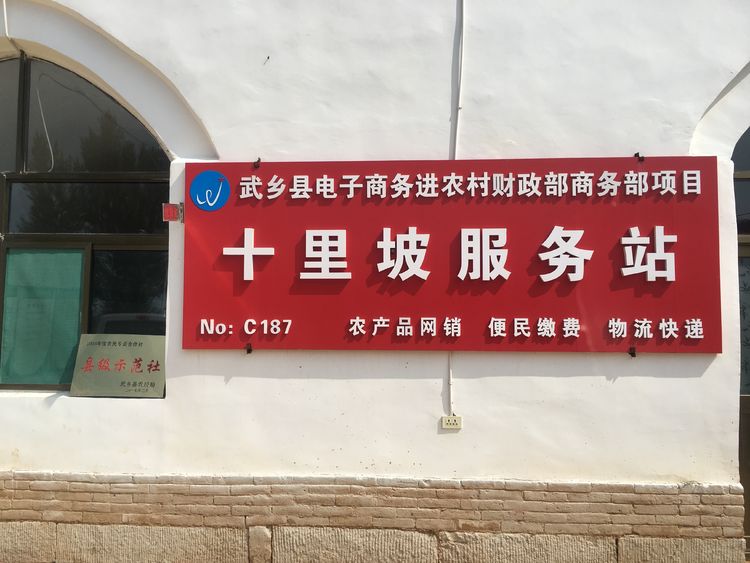 武乡县电子商务进农村财政部商务部项目
十里坡服务站
No: C187 农产品网销 便民缴费 物流快递
县级示范社